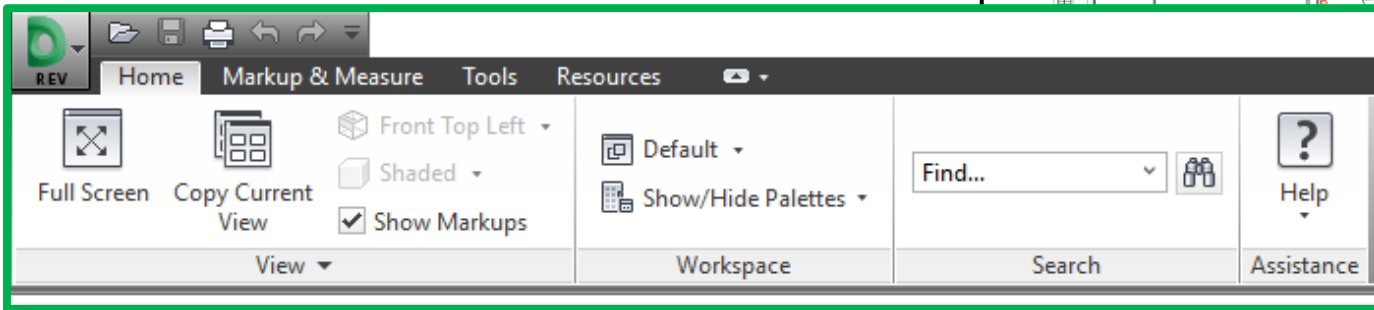 REV
Home Markup & Measure Tools Resources
Full Screen
Copy Current
View
Front Top Left
Shaded
Show Markups
View
Default
Show/Hide Palettes
Workspace
Find...
Search
?
Help
Assistance